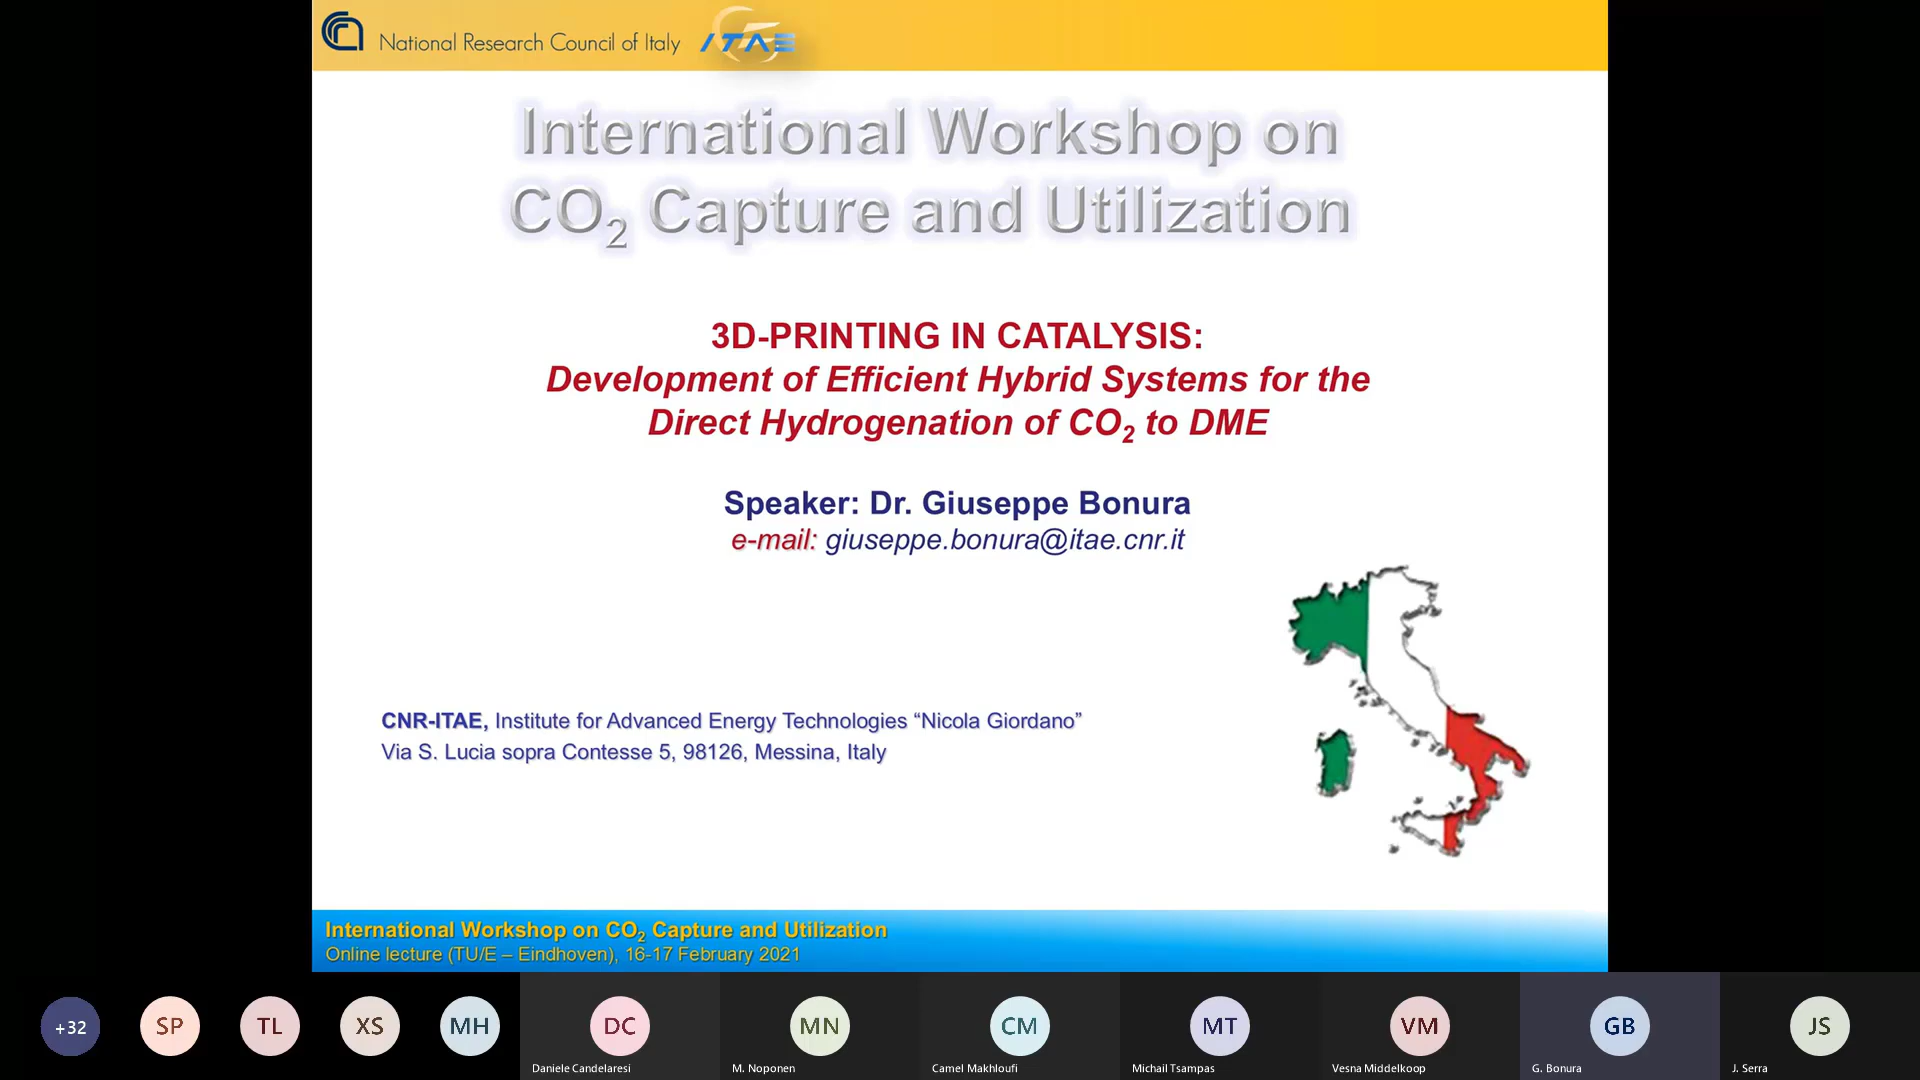 National Research Council of Italy ITAE
International Workshop on
CO₂ Capture and Utilization
3D-PRINTING IN CATALYSIS:
Development of Efficient Hybrid Systems for the
Direct Hydrogenation of CO₂ to DME
Speaker: Dr. Giuseppe Bonura
e-mail: giuseppe.bonura@itae.cnr.it
CNR-ITAE, Institute for Advanced Energy Technologies “Nicola Giordano”
Via S. Lucia sopra Contesse 5, 98126, Messina, Italy
International Workshop on CO₂ Capture and Utilization
Online lecture (TU/E – Eindhoven), 16-17 February 2021
+32 SP TL XS MH DC MN CM MT VM GB JS
Daniele Candelaresi M. Noponen Camel Makhloufi Michail Tsampas Vesna Middelkoop G. Bonura J. Serra